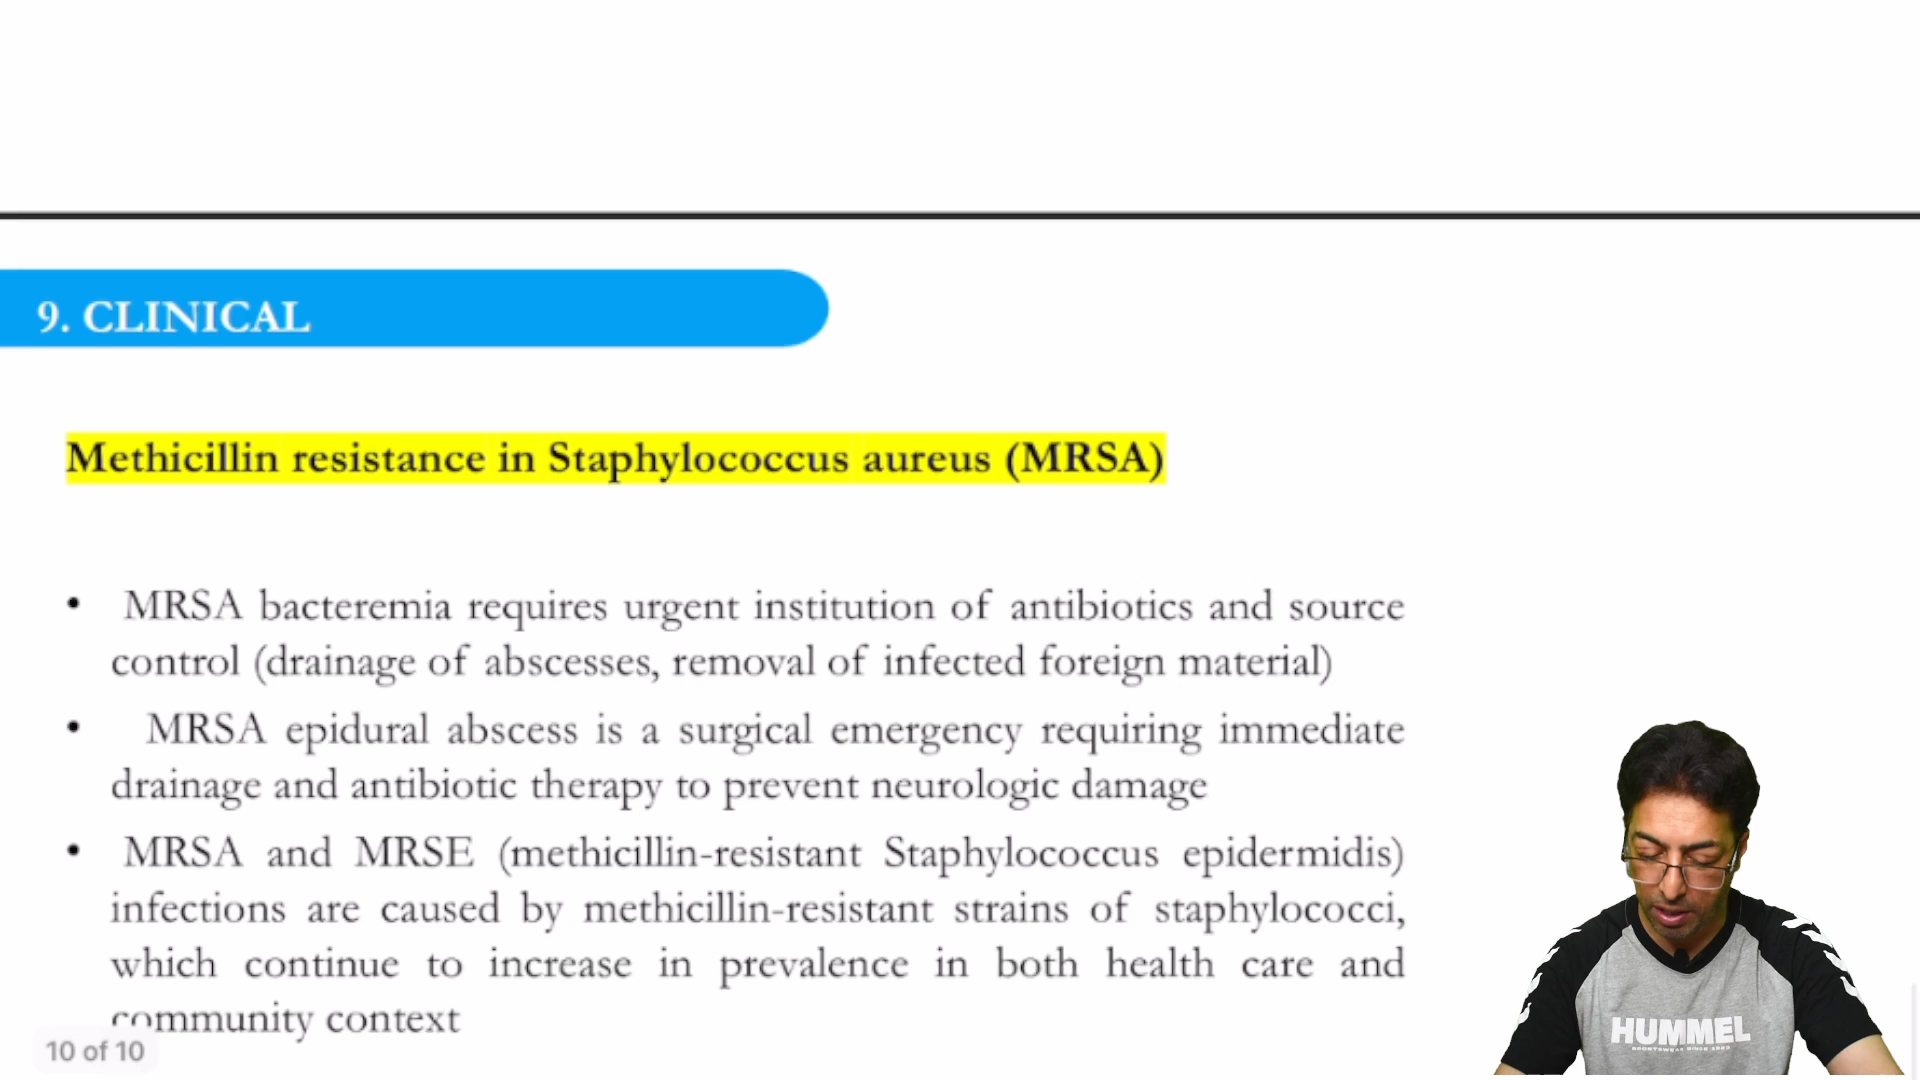 9. CLINICAL
Methicillin resistance in Staphylococcus aureus (MRSA)
• MRSA bacteremia requires urgent institution of antibiotics and source
control (drainage of abscesses, removal of infected foreign material)
• MRSA epidural abscess is a surgical emergency requiring immediate
drainage and antibiotic therapy to prevent neurologic damage
• MRSA and MRSE (methicillin-resistant Staphylococcus epidermidis)
infections are caused by methicillin-resistant strains of staphylococci,
which continue to increase in prevalence in both health care and
community context
10 of 10
HUMMEL
SPORTSWEAR SINCE 1923